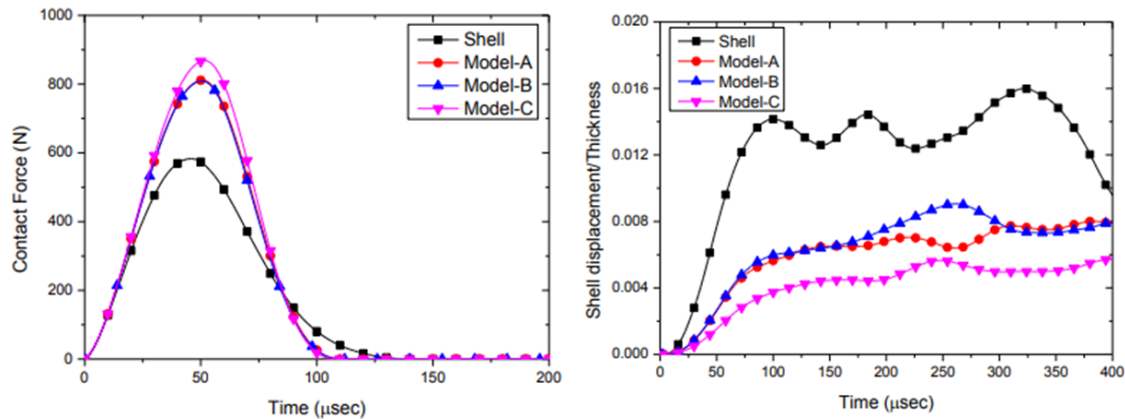 1000
800
600
400
200
0
Contact Force (N)
Shell
Model-A
Model-B
Model-C
0 50 100 150 200
Time (μsec)
0.020
0.016
0.012
0.008
0.004
0.000
Shell displacement/Thickness
Shell
Model-A
Model-B
Model-C
0 50 100 150 200 250 300 350 400
Time (μsec)